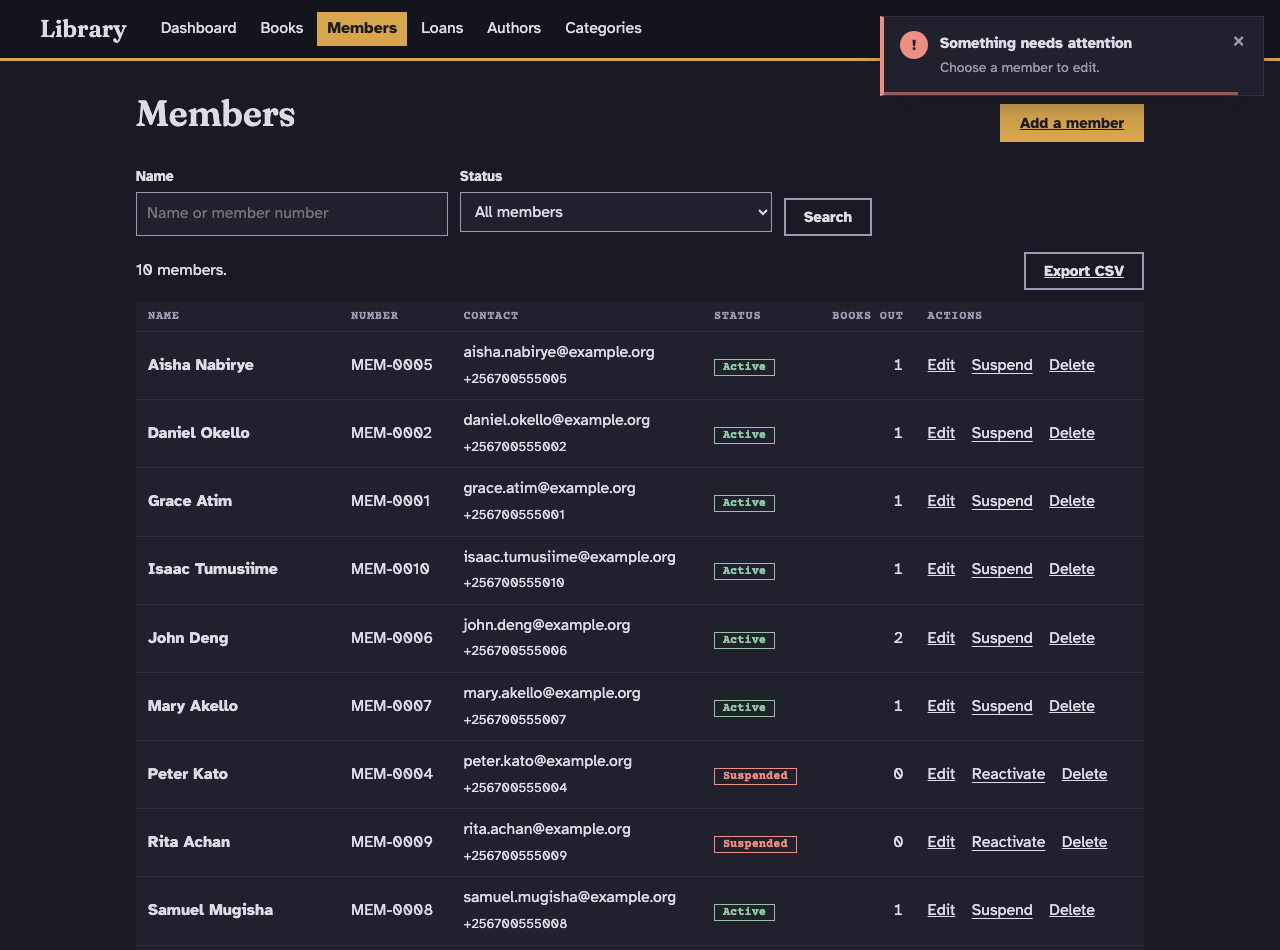 Library Dashboard Books Members Loans Authors Categories
Something needs attention
Choose a member to edit.
Members
Add a member
Name Status
Name or member number All members Search
10 members. Export CSV
NAME NUMBER CONTACT STATUS BOOKS OUT ACTIONS
Aisha Nabirye MEM-0005 aisha.nabirye@example.org Active 1 Edit Suspend Delete
+256700555005
Daniel Okello MEM-0002 daniel.okello@example.org Active 1 Edit Suspend Delete
+256700555002
Grace Atim MEM-0001 grace.atim@example.org Active 1 Edit Suspend Delete
+256700555001
Isaac Tumusiime MEM-0010 isaac.tumusiime@example.org Active 1 Edit Suspend Delete
+256700555010
John Deng MEM-0006 john.deng@example.org Active 2 Edit Suspend Delete
+256700555006
Mary Akello MEM-0007 mary.akello@example.org Active 1 Edit Suspend Delete
+256700555007
Peter Kato MEM-0004 peter.kato@example.org Suspended 0 Edit Reactivate Delete
+256700555004
Rita Achan MEM-0009 rita.achan@example.org Suspended 0 Edit Reactivate Delete
+256700555009
Samuel Mugisha MEM-0008 samuel.mugisha@example.org Active 1 Edit Suspend Delete
+256700555008